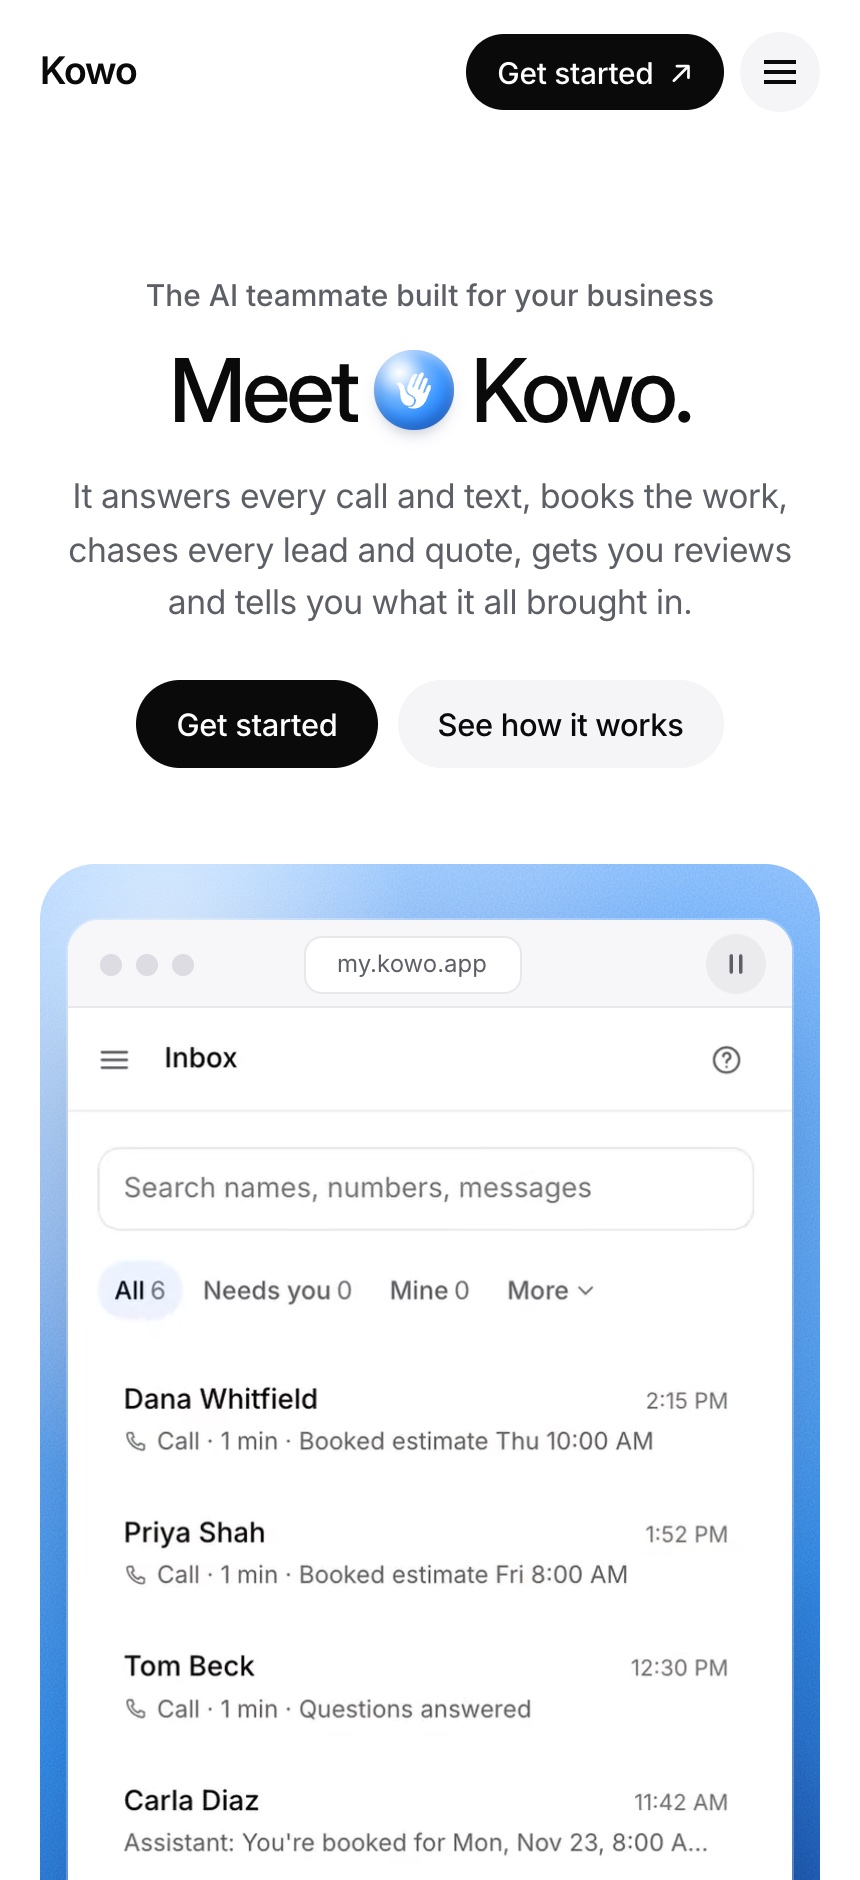 Kowo
Get started
The AI teammate built for your business
Meet Kowo.
It answers every call and text, books the work,
chases every lead and quote, gets you reviews
and tells you what it all brought in.
Get started
See how it works
my.kowo.app
Inbox
Search names, numbers, messages
All 6 Needs you 0 Mine 0 More
Dana Whitfield 2:15 PM
Call · 1 min · Booked estimate Thu 10:00 AM
Priya Shah 1:52 PM
Call · 1 min · Booked estimate Fri 8:00 AM
Tom Beck 12:30 PM
Call · 1 min · Questions answered
Carla Diaz 11:42 AM
Assistant: You're booked for Mon, Nov 23, 8:00 A...